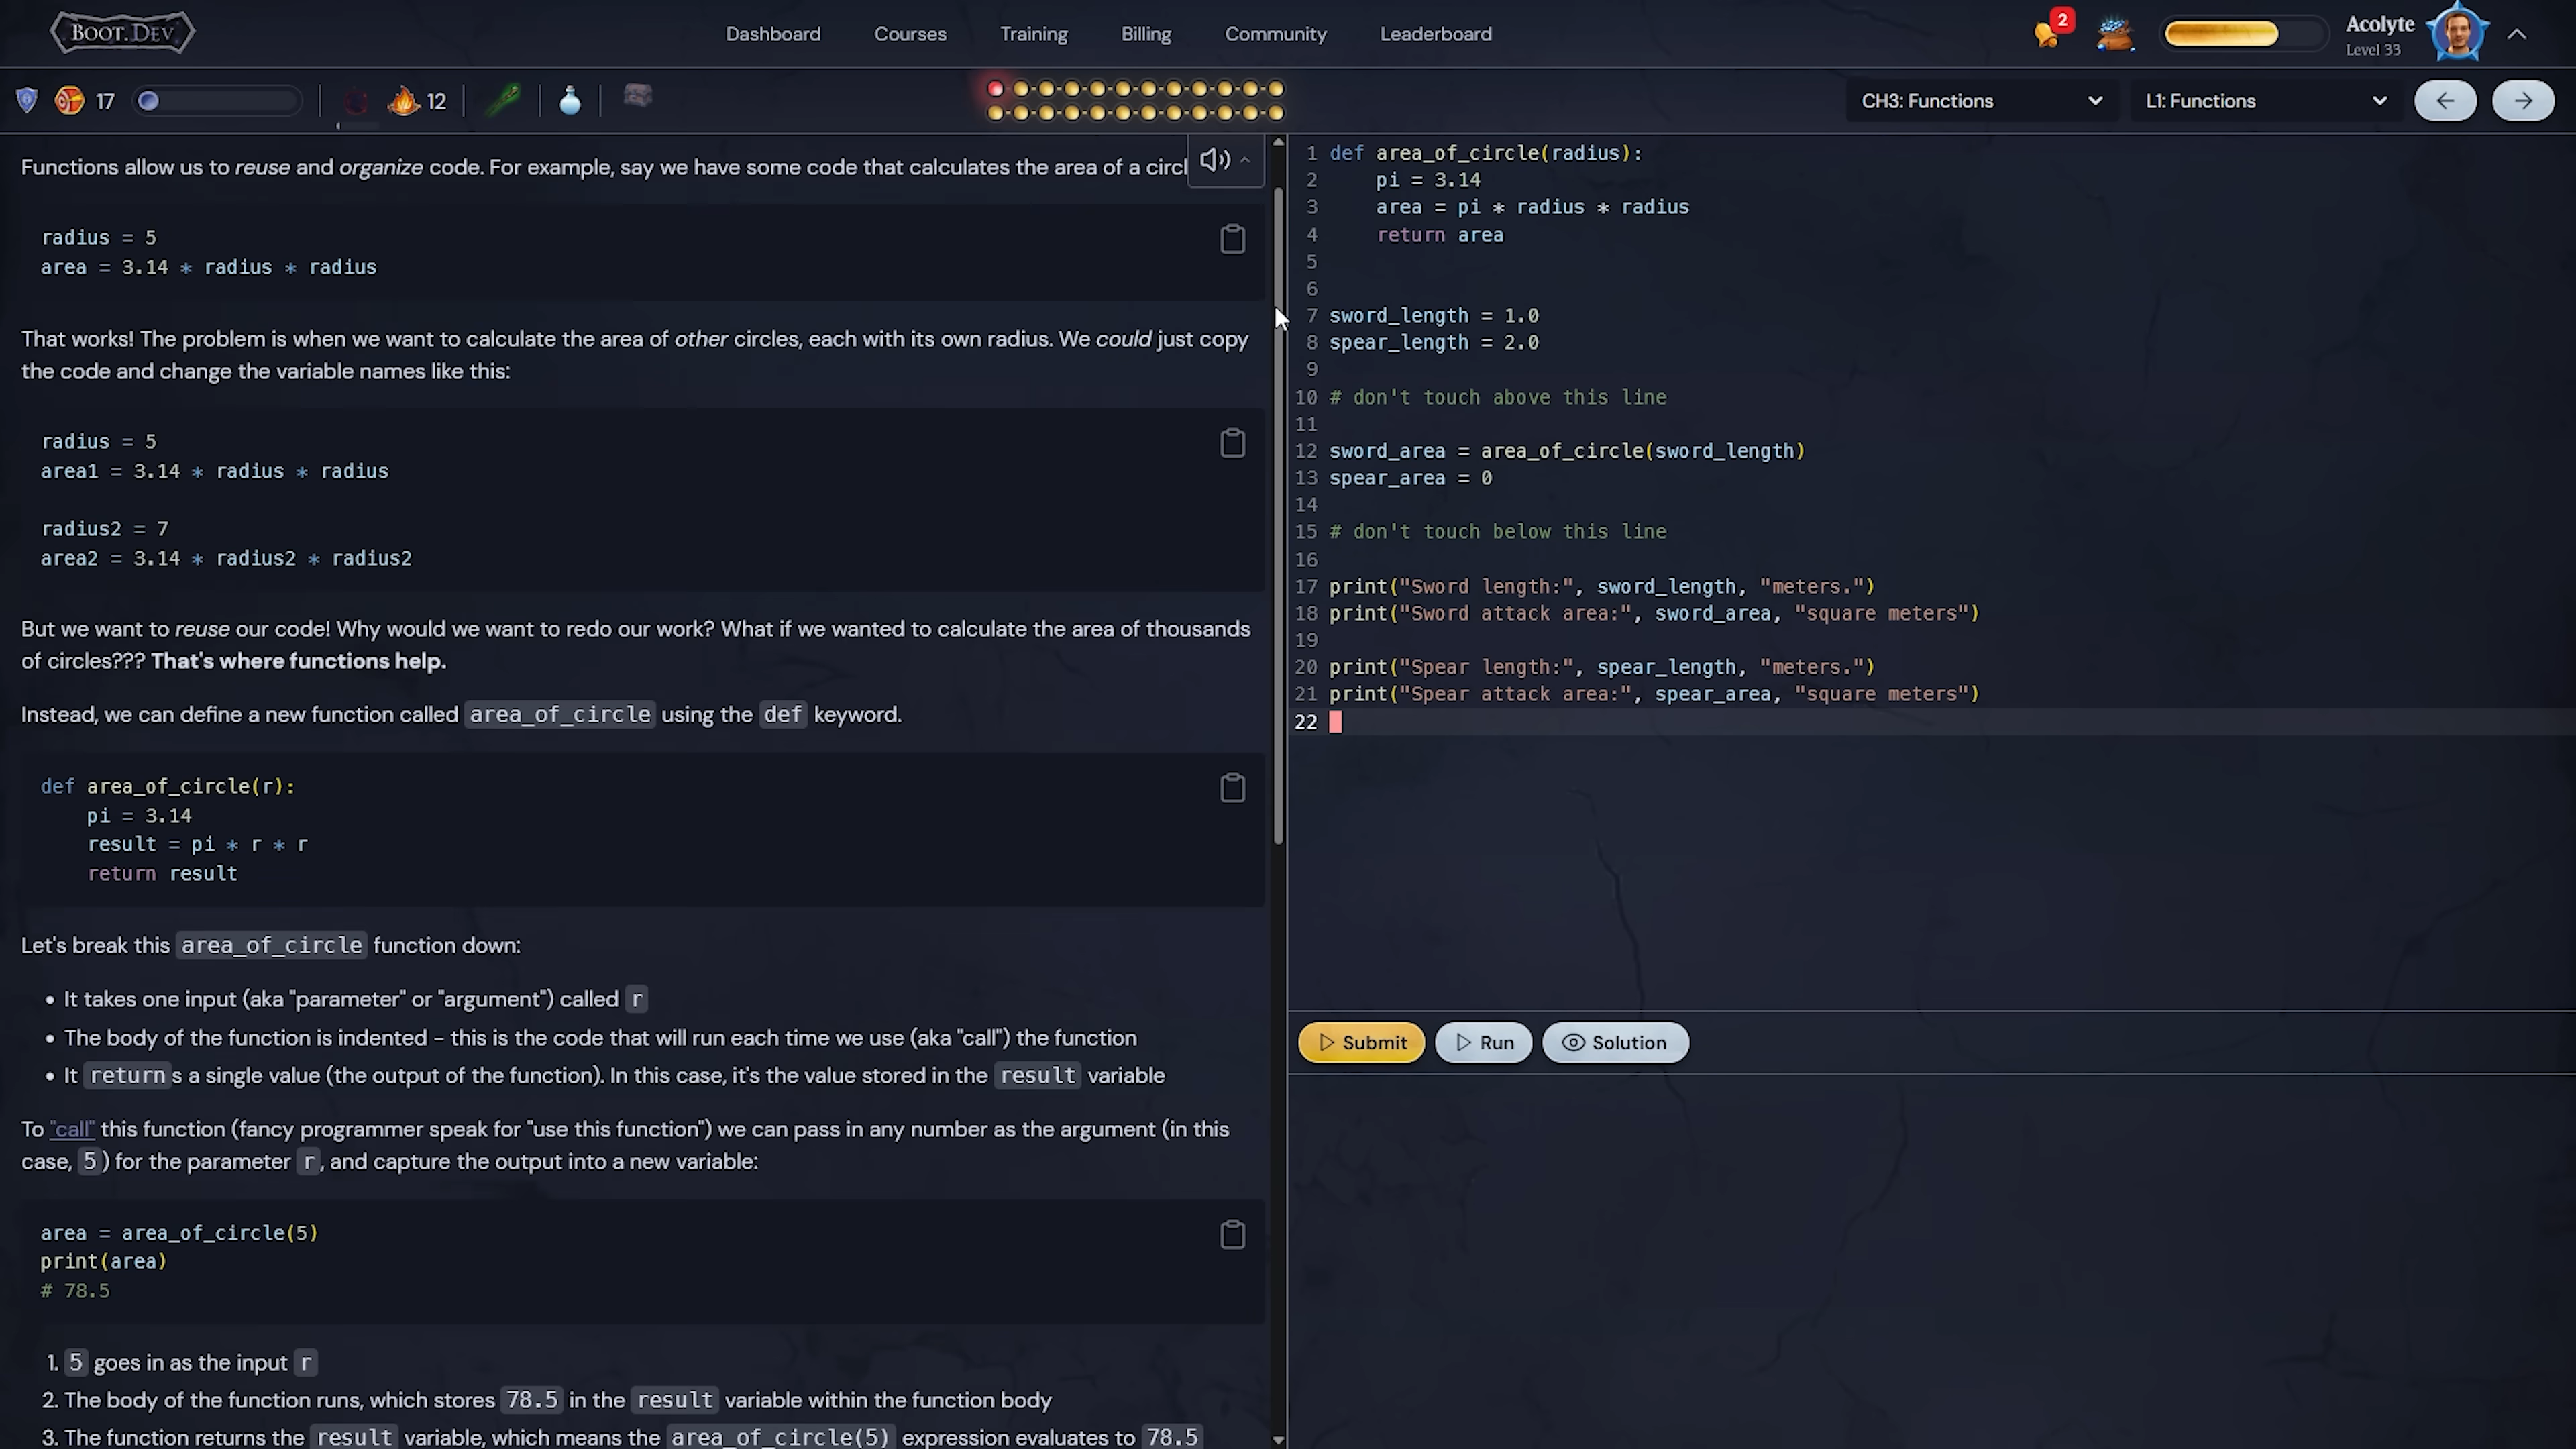 BOOT.DEV
Dashboard
Courses
Training
Billing
Community
Leaderboard
2
Acolyte
Level 33
17
12
CH3: Functions
L1: Functions
Functions allow us to reuse and organize code. For example, say we have some code that calculates the area of a circl
radius = 5
area = 3.14 * radius * radius
That works! The problem is when we want to calculate the area of other circles, each with its own radius. We could just copy
the code and change the variable names like this:
radius = 5
area1 = 3.14 * radius * radius
radius2 = 7
area2 = 3.14 * radius2 * radius2
But we want to reuse our code! Why would we want to redo our work? What if we wanted to calculate the area of thousands
of circles??? That's where functions help.
Instead, we can define a new function called area_of_circle using the def keyword.
def area_of_circle(r):
    pi = 3.14
    result = pi * r * r
    return result
Let's break this area_of_circle function down:
• It takes one input (aka "parameter" or "argument") called r
• The body of the function is indented - this is the code that will run each time we use (aka "call") the function
• It returns a single value (the output of the function). In this case, it's the value stored in the result variable
To "call" this function (fancy programmer speak for "use this function") we can pass in any number as the argument (in this
case, 5) for the parameter r, and capture the output into a new variable:
area = area_of_circle(5)
print(area)
# 78.5
1. 5 goes in as the input r
2. The body of the function runs, which stores 78.5 in the result variable within the function body
3. The function returns the result variable, which means the area_of_circle(5) expression evaluates to 78.5
1 def area_of_circle(radius):
2     pi = 3.14
3     area = pi * radius * radius
4     return area
5
6
7 sword_length = 1.0
8 spear_length = 2.0
9
10 # don't touch above this line
11
12 sword_area = area_of_circle(sword_length)
13 spear_area = 0
14
15 # don't touch below this line
16
17 print("Sword length:", sword_length, "meters.")
18 print("Sword attack area:", sword_area, "square meters")
19
20 print("Spear length:", spear_length, "meters.")
21 print("Spear attack area:", spear_area, "square meters")
22
Submit
Run
Solution